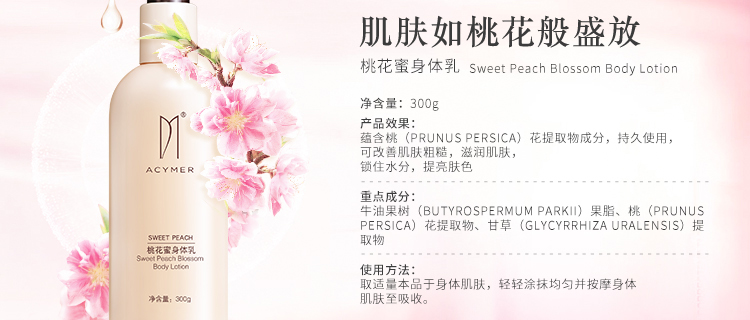 肌肤如桃花般盛放
桃花蜜身体乳 Sweet Peach Blossom Body Lotion
净含量：300g
产品效果：
蕴含桃（PRUNUS PERSICA）花提取物成分，持久使用，
可改善肌肤粗糙，滋润肌肤，
锁住水分，提亮肤色
重点成分：
牛油果树（BUTYROSPERMUM PARKII）果脂、桃（PRUNUS
PERSICA）花提取物、甘草（GLYCYRRHIZA URALENSIS）提
取物
使用方法：
取适量本品于身体肌肤，轻轻涂抹均匀并按摩身体
肌肤至吸收。
®
ACYMER
SWEET PEACH
桃花蜜身体乳
Sweet Peach Blossom
Body Lotion
净含量：300g